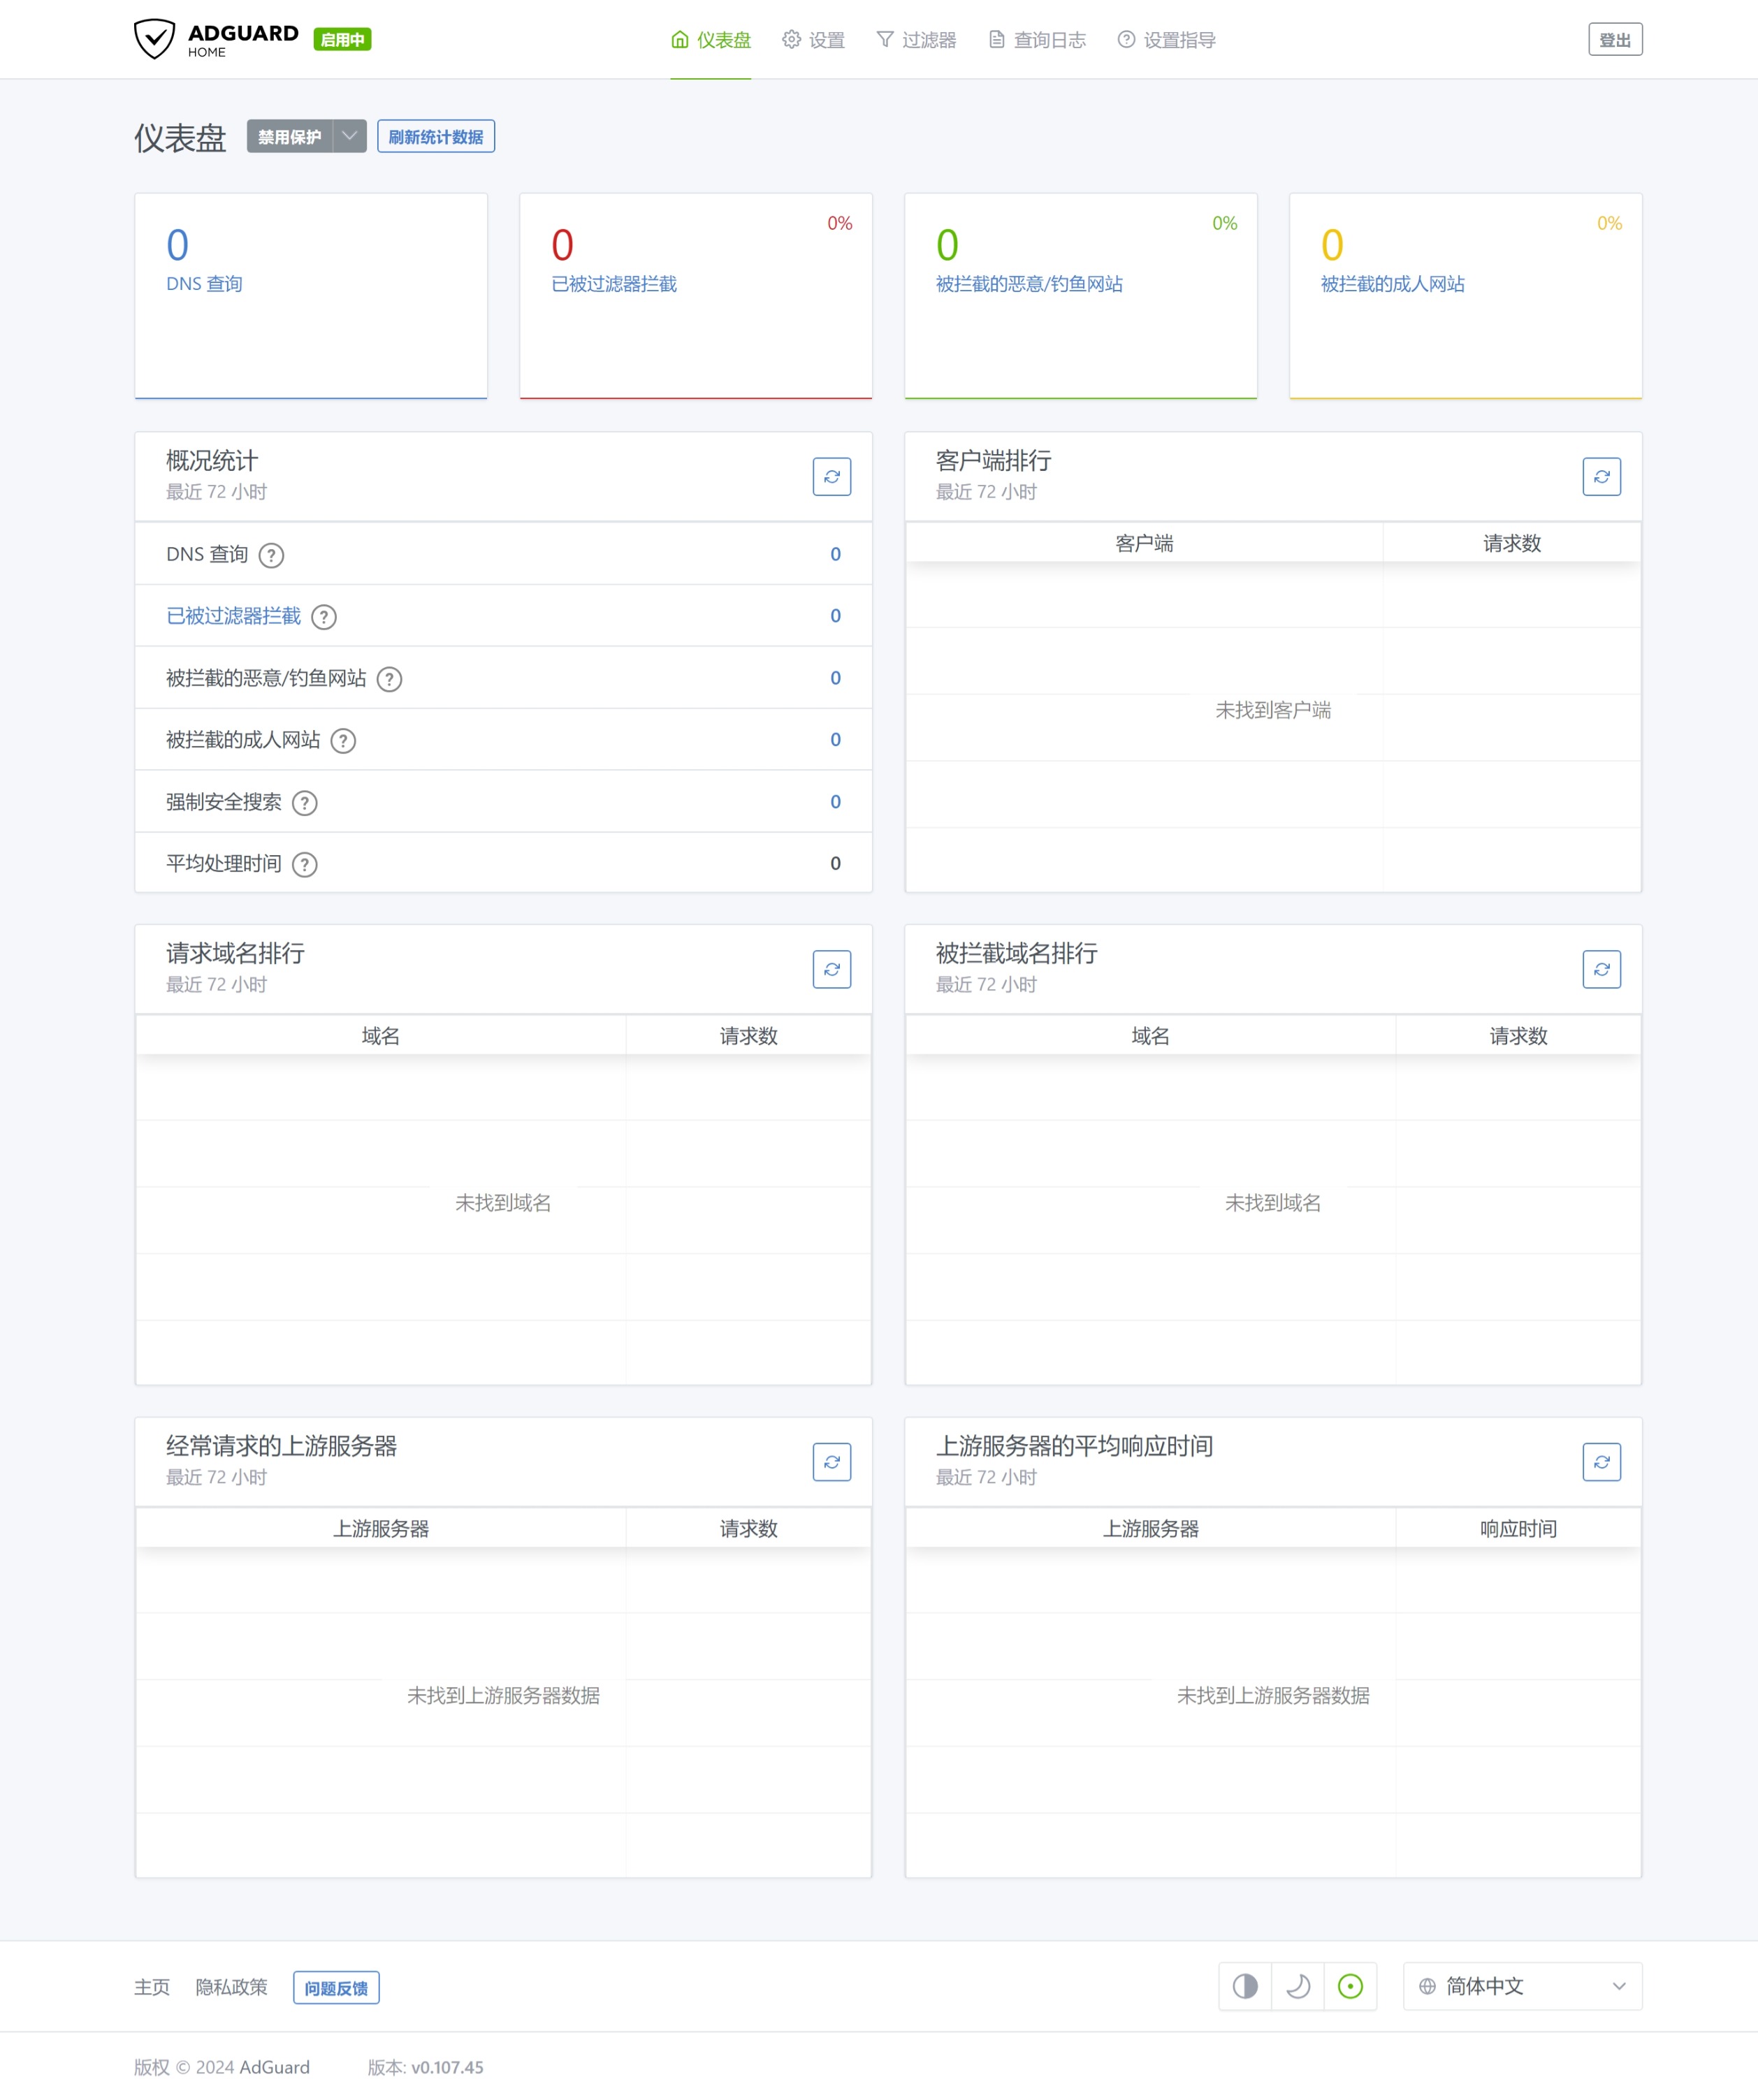 ADGUARD
HOME
启用中
仪表盘
设置
过滤器
查询日志
设置指导
登出
仪表盘
禁用保护
刷新统计数据
0
DNS 查询
0%
0
已被过滤器拦截
0%
0
被拦截的恶意/钓鱼网站
0%
0
被拦截的成人网站
概况统计
最近 72 小时
DNS 查询 ? 0
已被过滤器拦截 ? 0
被拦截的恶意/钓鱼网站 ? 0
被拦截的成人网站 ? 0
强制安全搜索 ? 0
平均处理时间 ? 0
客户端排行
最近 72 小时
客户端 请求数
未找到客户端
请求域名排行
最近 72 小时
域名 请求数
未找到域名
被拦截域名排行
最近 72 小时
域名 请求数
未找到域名
经常请求的上游服务器
最近 72 小时
上游服务器 请求数
未找到上游服务器数据
上游服务器的平均响应时间
最近 72 小时
上游服务器 响应时间
未找到上游服务器数据
主页
隐私政策
问题反馈
简体中文
版权 © 2024 AdGuard
版本: v0.107.45